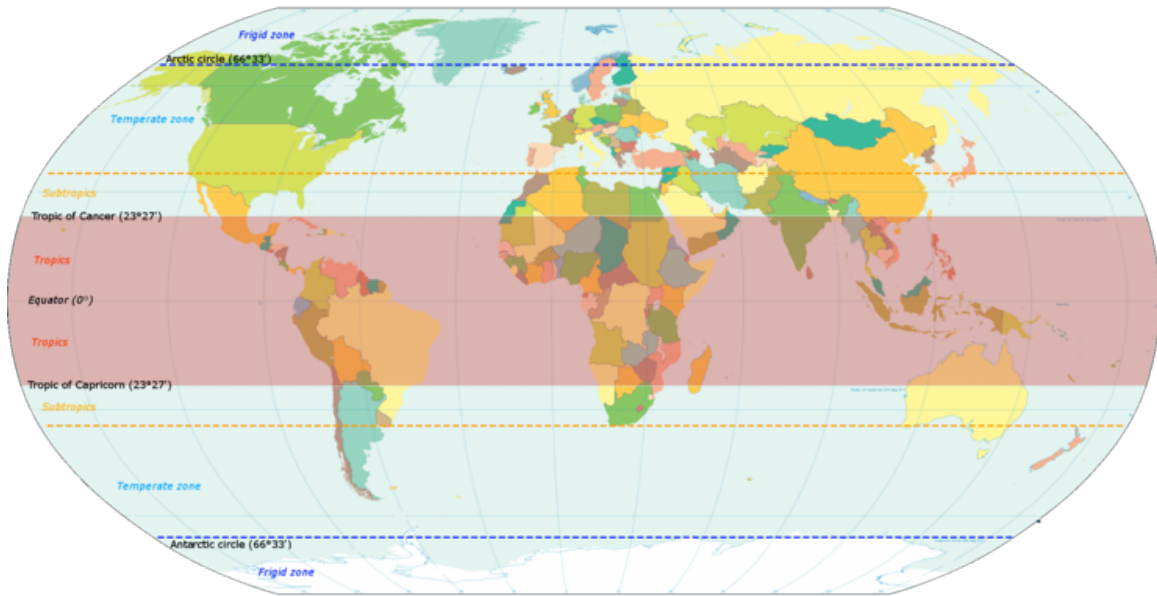 Frigid zone
Arctic circle (66°33')
Temperate zone
Subtropics
Tropic of Cancer (23°27')
Tropics
Equator (0°)
Tropics
Tropic of Capricorn (23°27')
Subtropics
Temperate zone
Antarctic circle (66°33')
Frigid zone